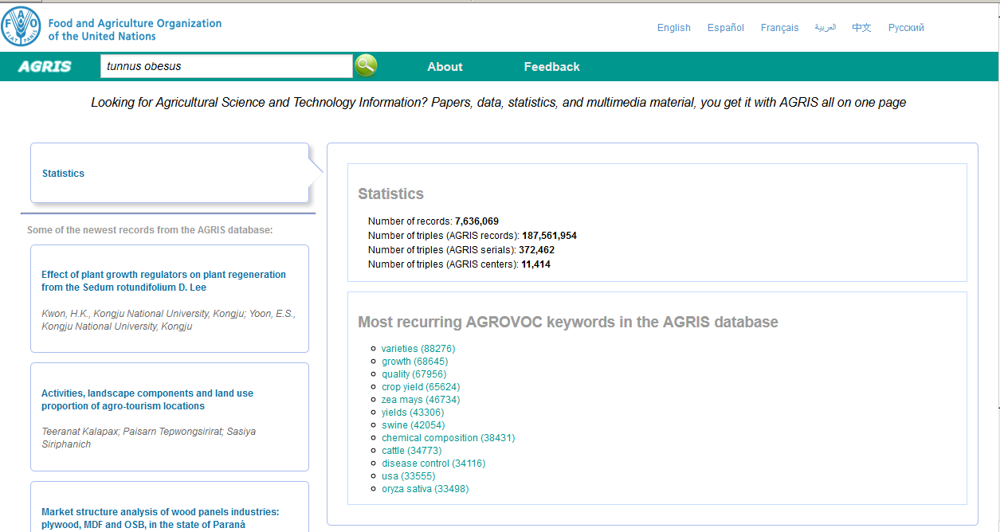 Food and Agriculture Organization
of the United Nations
FAO
FIAT PANIS
English Español Français العربية 中文 Русский
AGRIS
tunnus obesus
About Feedback
Looking for Agricultural Science and Technology Information? Papers, data, statistics, and multimedia material, you get it with AGRIS all on one page
Statistics
Some of the newest records from the AGRIS database:
Effect of plant growth regulators on plant regeneration
from the Sedum rotundifolium D. Lee
Kwon, H.K., Kongju National University, Kongju; Yoon, E.S.,
Kongju National University, Kongju
Activities, landscape components and land use
proportion of agro-tourism locations
Teeranat Kalapax; Paisarn Tepwongsirirat; Sasiya
Siriphanich
Market structure analysis of wood panels industries:
plywood, MDF and OSB, in the state of Paraná
Statistics
Number of records: 7,636,069
Number of triples (AGRIS records): 187,561,954
Number of triples (AGRIS serials): 372,462
Number of triples (AGRIS centers): 11,414
Most recurring AGROVOC keywords in the AGRIS database
varieties (88276)
growth (68645)
quality (67956)
crop yield (65624)
zea mays (46734)
yields (43306)
swine (42054)
chemical composition (38431)
cattle (34773)
disease control (34116)
usa (33555)
oryza sativa (33498)